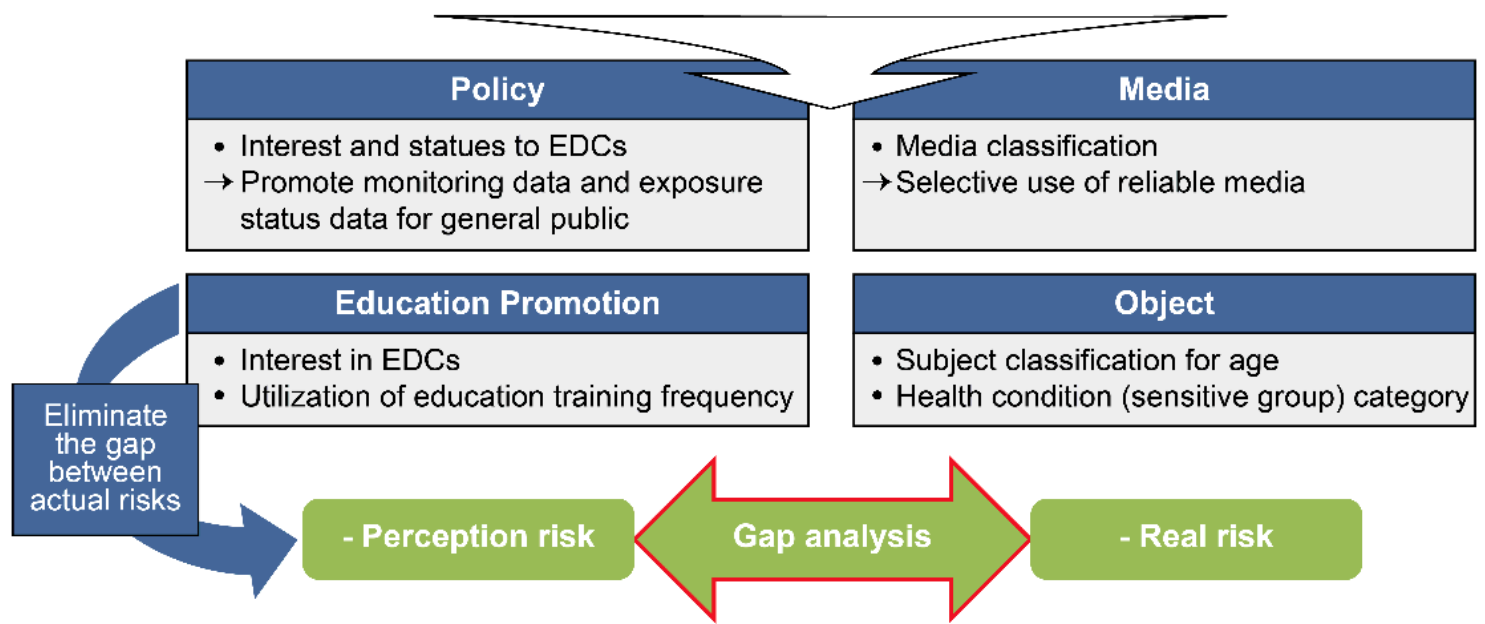 Policy
• Interest and statues to EDCs
→ Promote monitoring data and exposure
status data for general public
Media
• Media classification
→ Selective use of reliable media
Education Promotion
• Interest in EDCs
• Utilization of education training frequency
Object
• Subject classification for age
• Health condition (sensitive group) category
Eliminate
the gap
between
actual risks
- Perception risk
Gap analysis
- Real risk